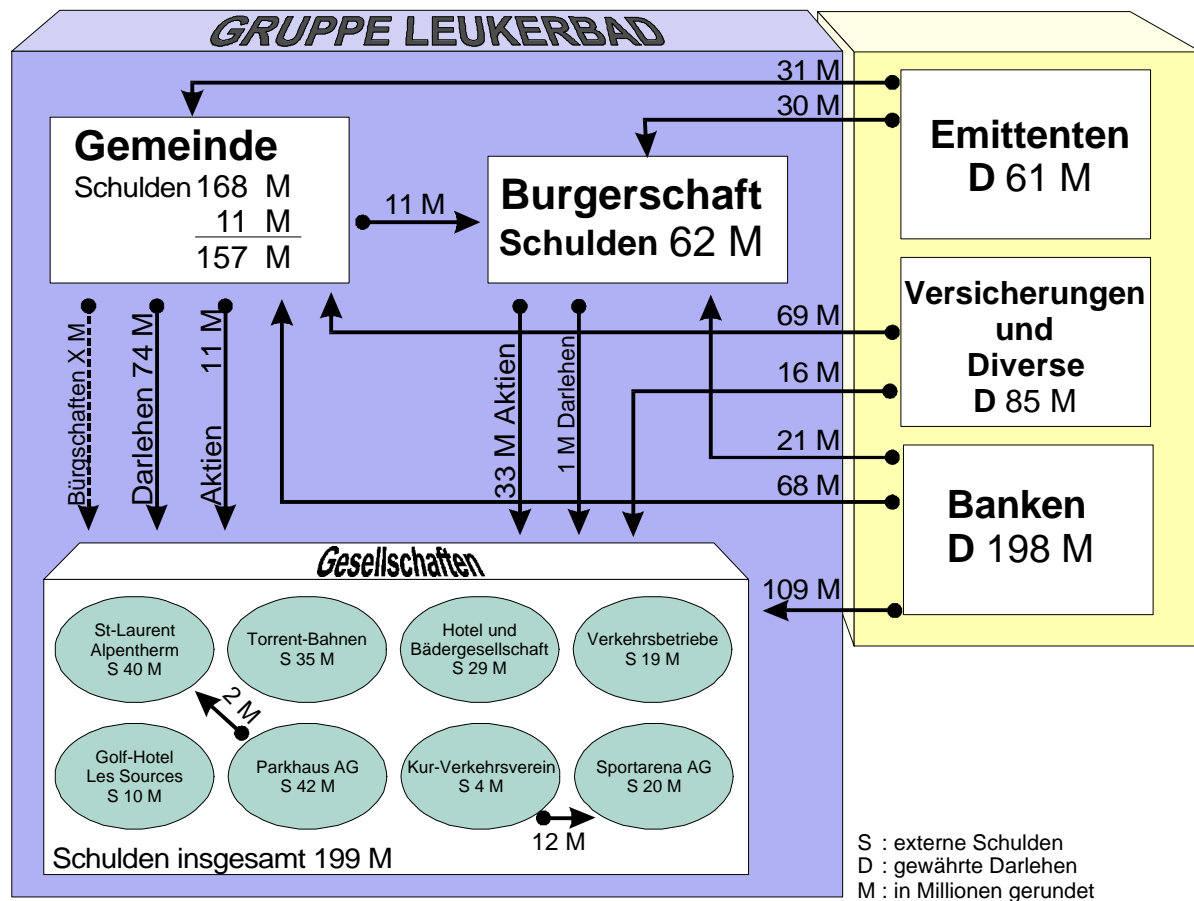 GRUPPE LEUKERBAD
31 M
30 M
Emittenten
D 61 M
Gemeinde
Schulden 168 M
11 M
157 M
11 M
Burgerschaft
Schulden 62 M
Versicherungen
und
Diverse
D 85 M
69 M
16 M
21 M
68 M
Banken
D 198 M
109 M
Bürgschaften X M
Darlehen 74 M
Aktien 11 M
33 M Aktien
1 M Darlehen
Gesellschaften
St-Laurent
Alpentherm
S 40 M
Torrent-Bahnen
S 35 M
Hotel und
Bädergesellschaft
S 29 M
Verkehrsbetriebe
S 19 M
2 M
Golf-Hotel
Les Sources
S 10 M
Parkhaus AG
S 42 M
Kur-Verkehrsverein
S 4 M
Sportarena AG
S 20 M
12 M
Schulden insgesamt 199 M
S : externe Schulden
D : gewährte Darlehen
M : in Millionen gerundet